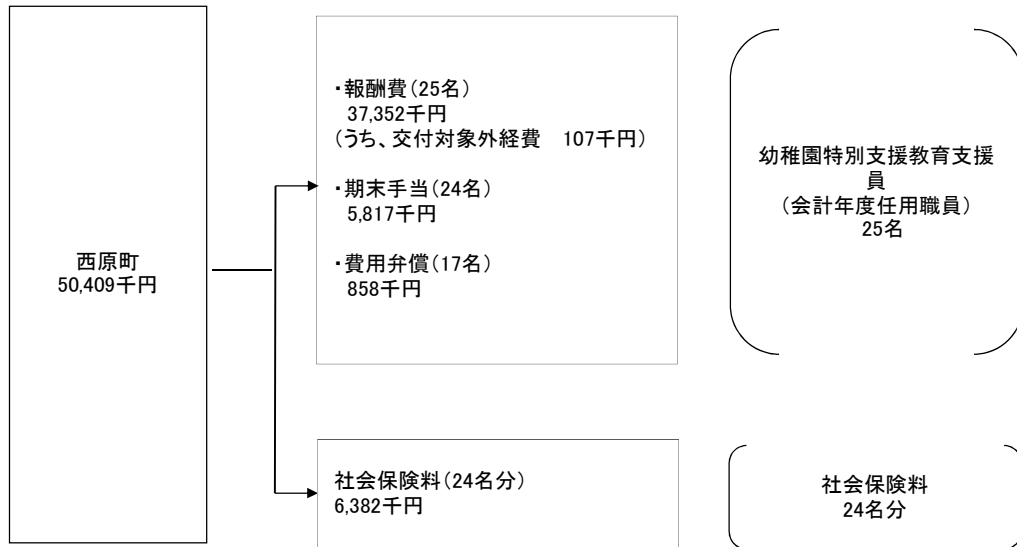 西原町
50,409千円
・報酬費(25名)
37,352千円
(うち、交付対象外経費　107千円)
・期末手当(24名)
5,817千円
・費用弁償(17名)
858千円
幼稚園特別支援教育支援
員
(会計年度任用職員)
25名
社会保険料(24名分)
6,382千円
社会保険料
24名分